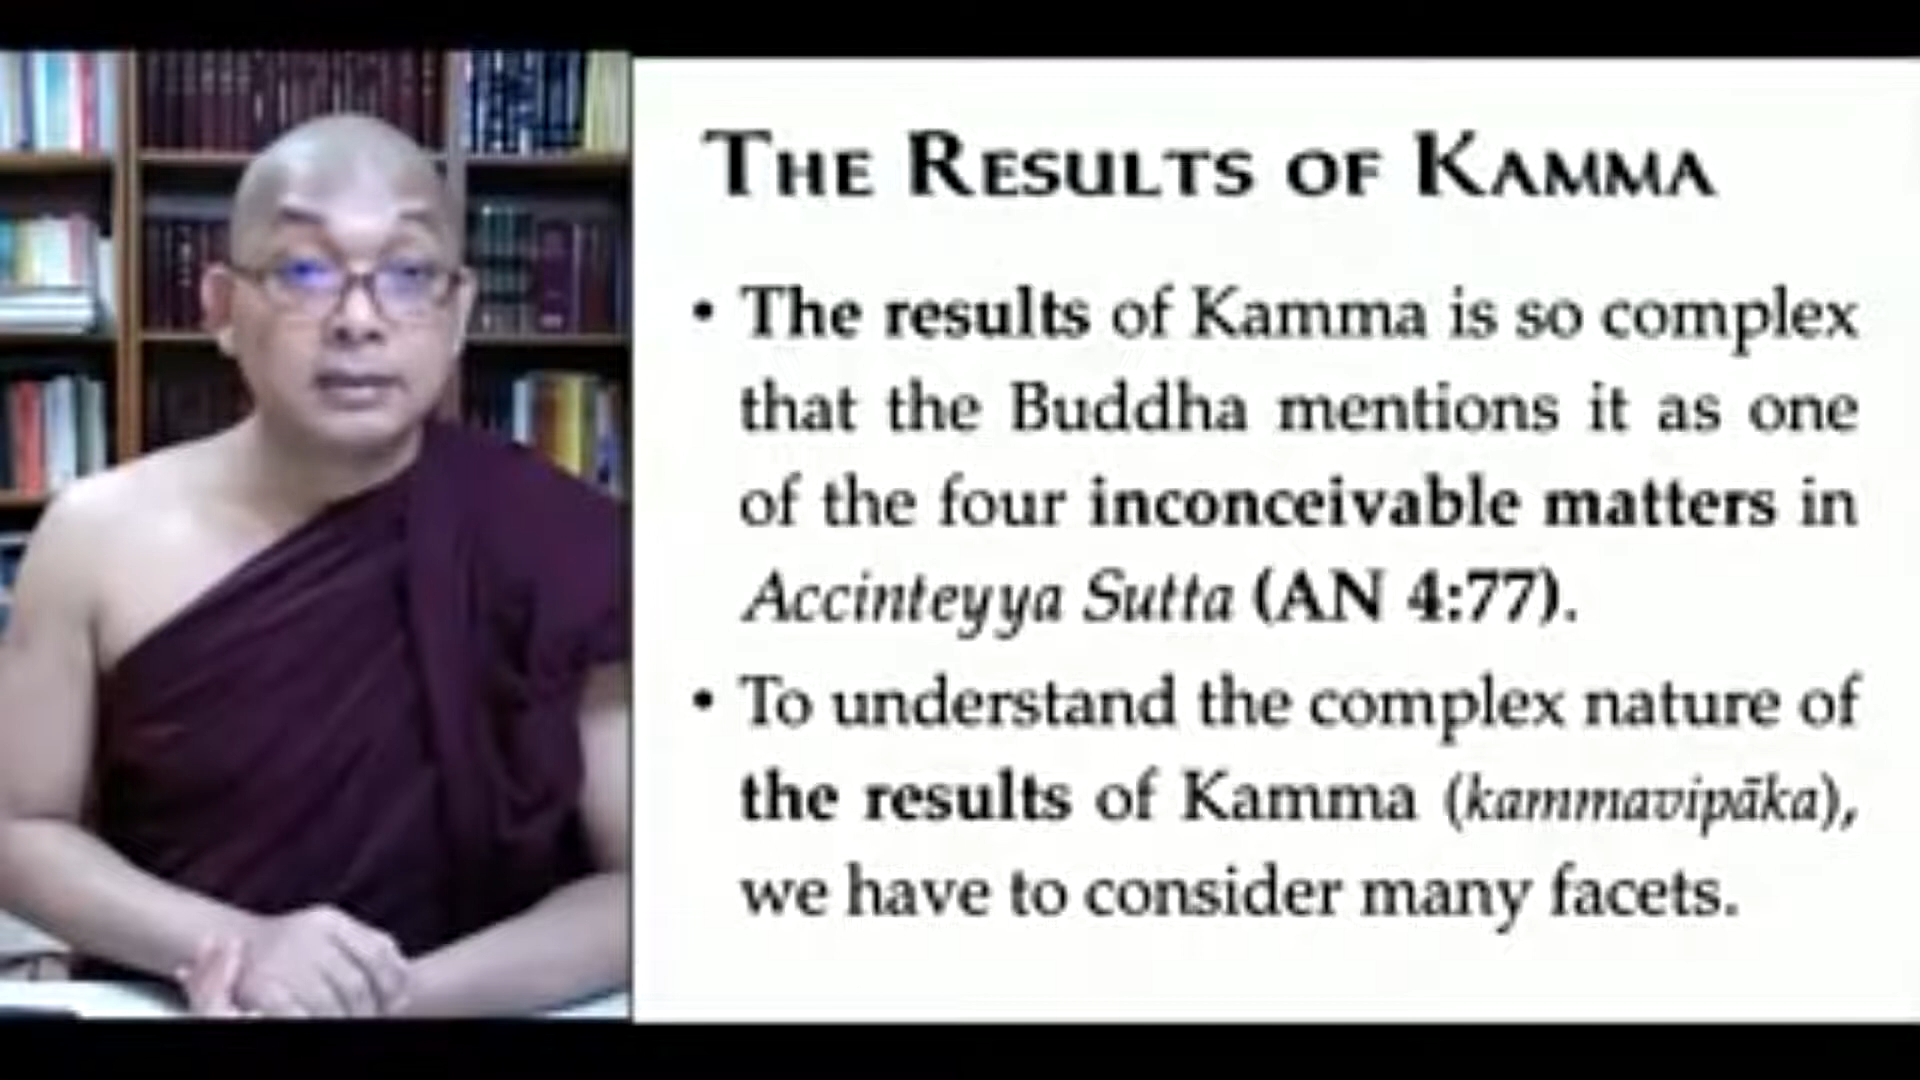 The Results of Kamma
• The results of Kamma is so complex
that the Buddha mentions it as one
of the four inconceivable matters in
Accinteyya Sutta (AN 4:77).
• To understand the complex nature of
the results of Kamma (kammavipāka),
we have to consider many facets.